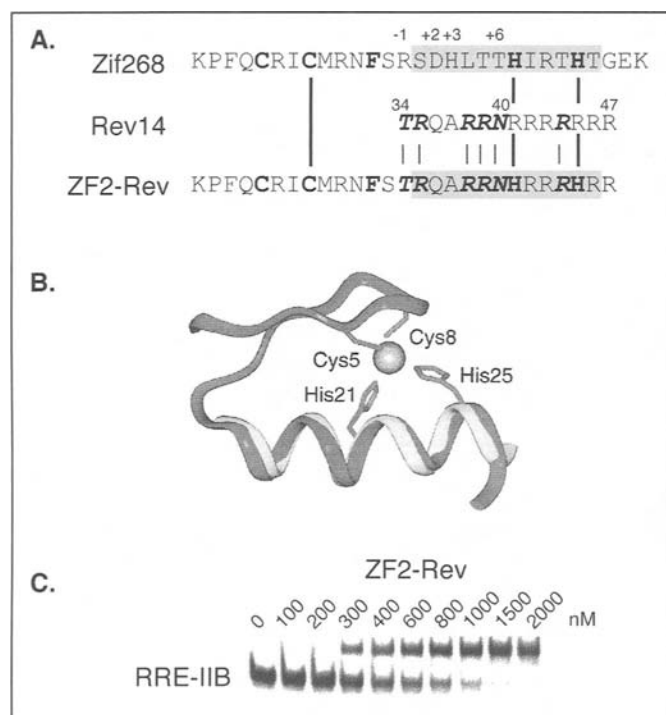 A.
-1 +2 +3 +6
Zif268 KPFQCRICMRNFSRSDHLTTHIRTHTGEK
34 40 47
Rev14 TRQARRNRRRRRRR
ZF2-Rev KPFQCRICMRNFSTRQARRNHRRRHRR
B.
Cys8
Cys5
His25
His21
C.
ZF2-Rev
0 100 200 300 400 600 800 1000 1500 2000 nM
RRE-IIB